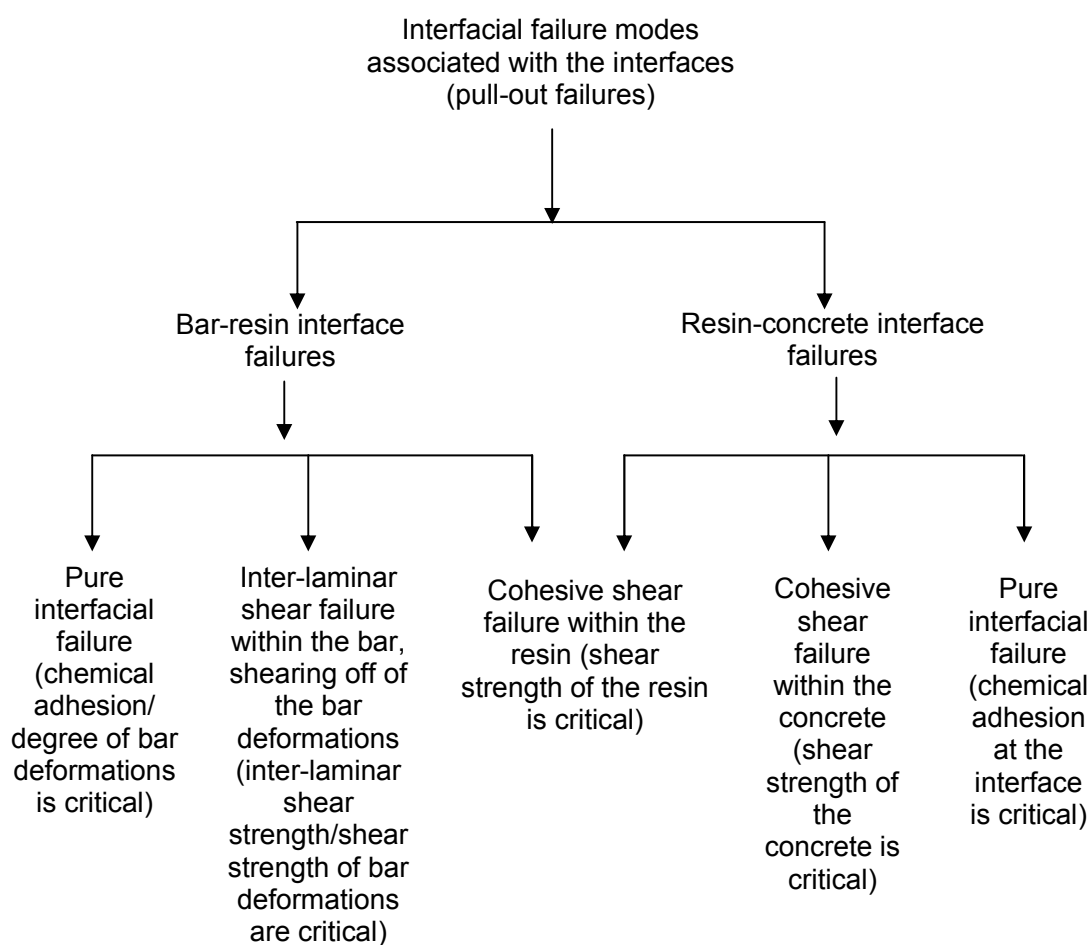 Interfacial failure modes
associated with the interfaces
(pull-out failures)
Bar-resin interface
failures
Resin-concrete interface
failures
Pure
interfacial
failure
(chemical
adhesion/
degree of bar
deformations
is critical)
Inter-laminar
shear failure
within the bar,
shearing off of
the bar
deformations
(inter-laminar
shear
strength/shear
strength of bar
deformations
are critical)
Cohesive shear
failure within the
resin (shear
strength of the resin
is critical)
Cohesive
shear
failure
within the
concrete
(shear
strength of
the
concrete is
critical)
Pure
interfacial
failure
(chemical
adhesion
at the
interface
is critical)